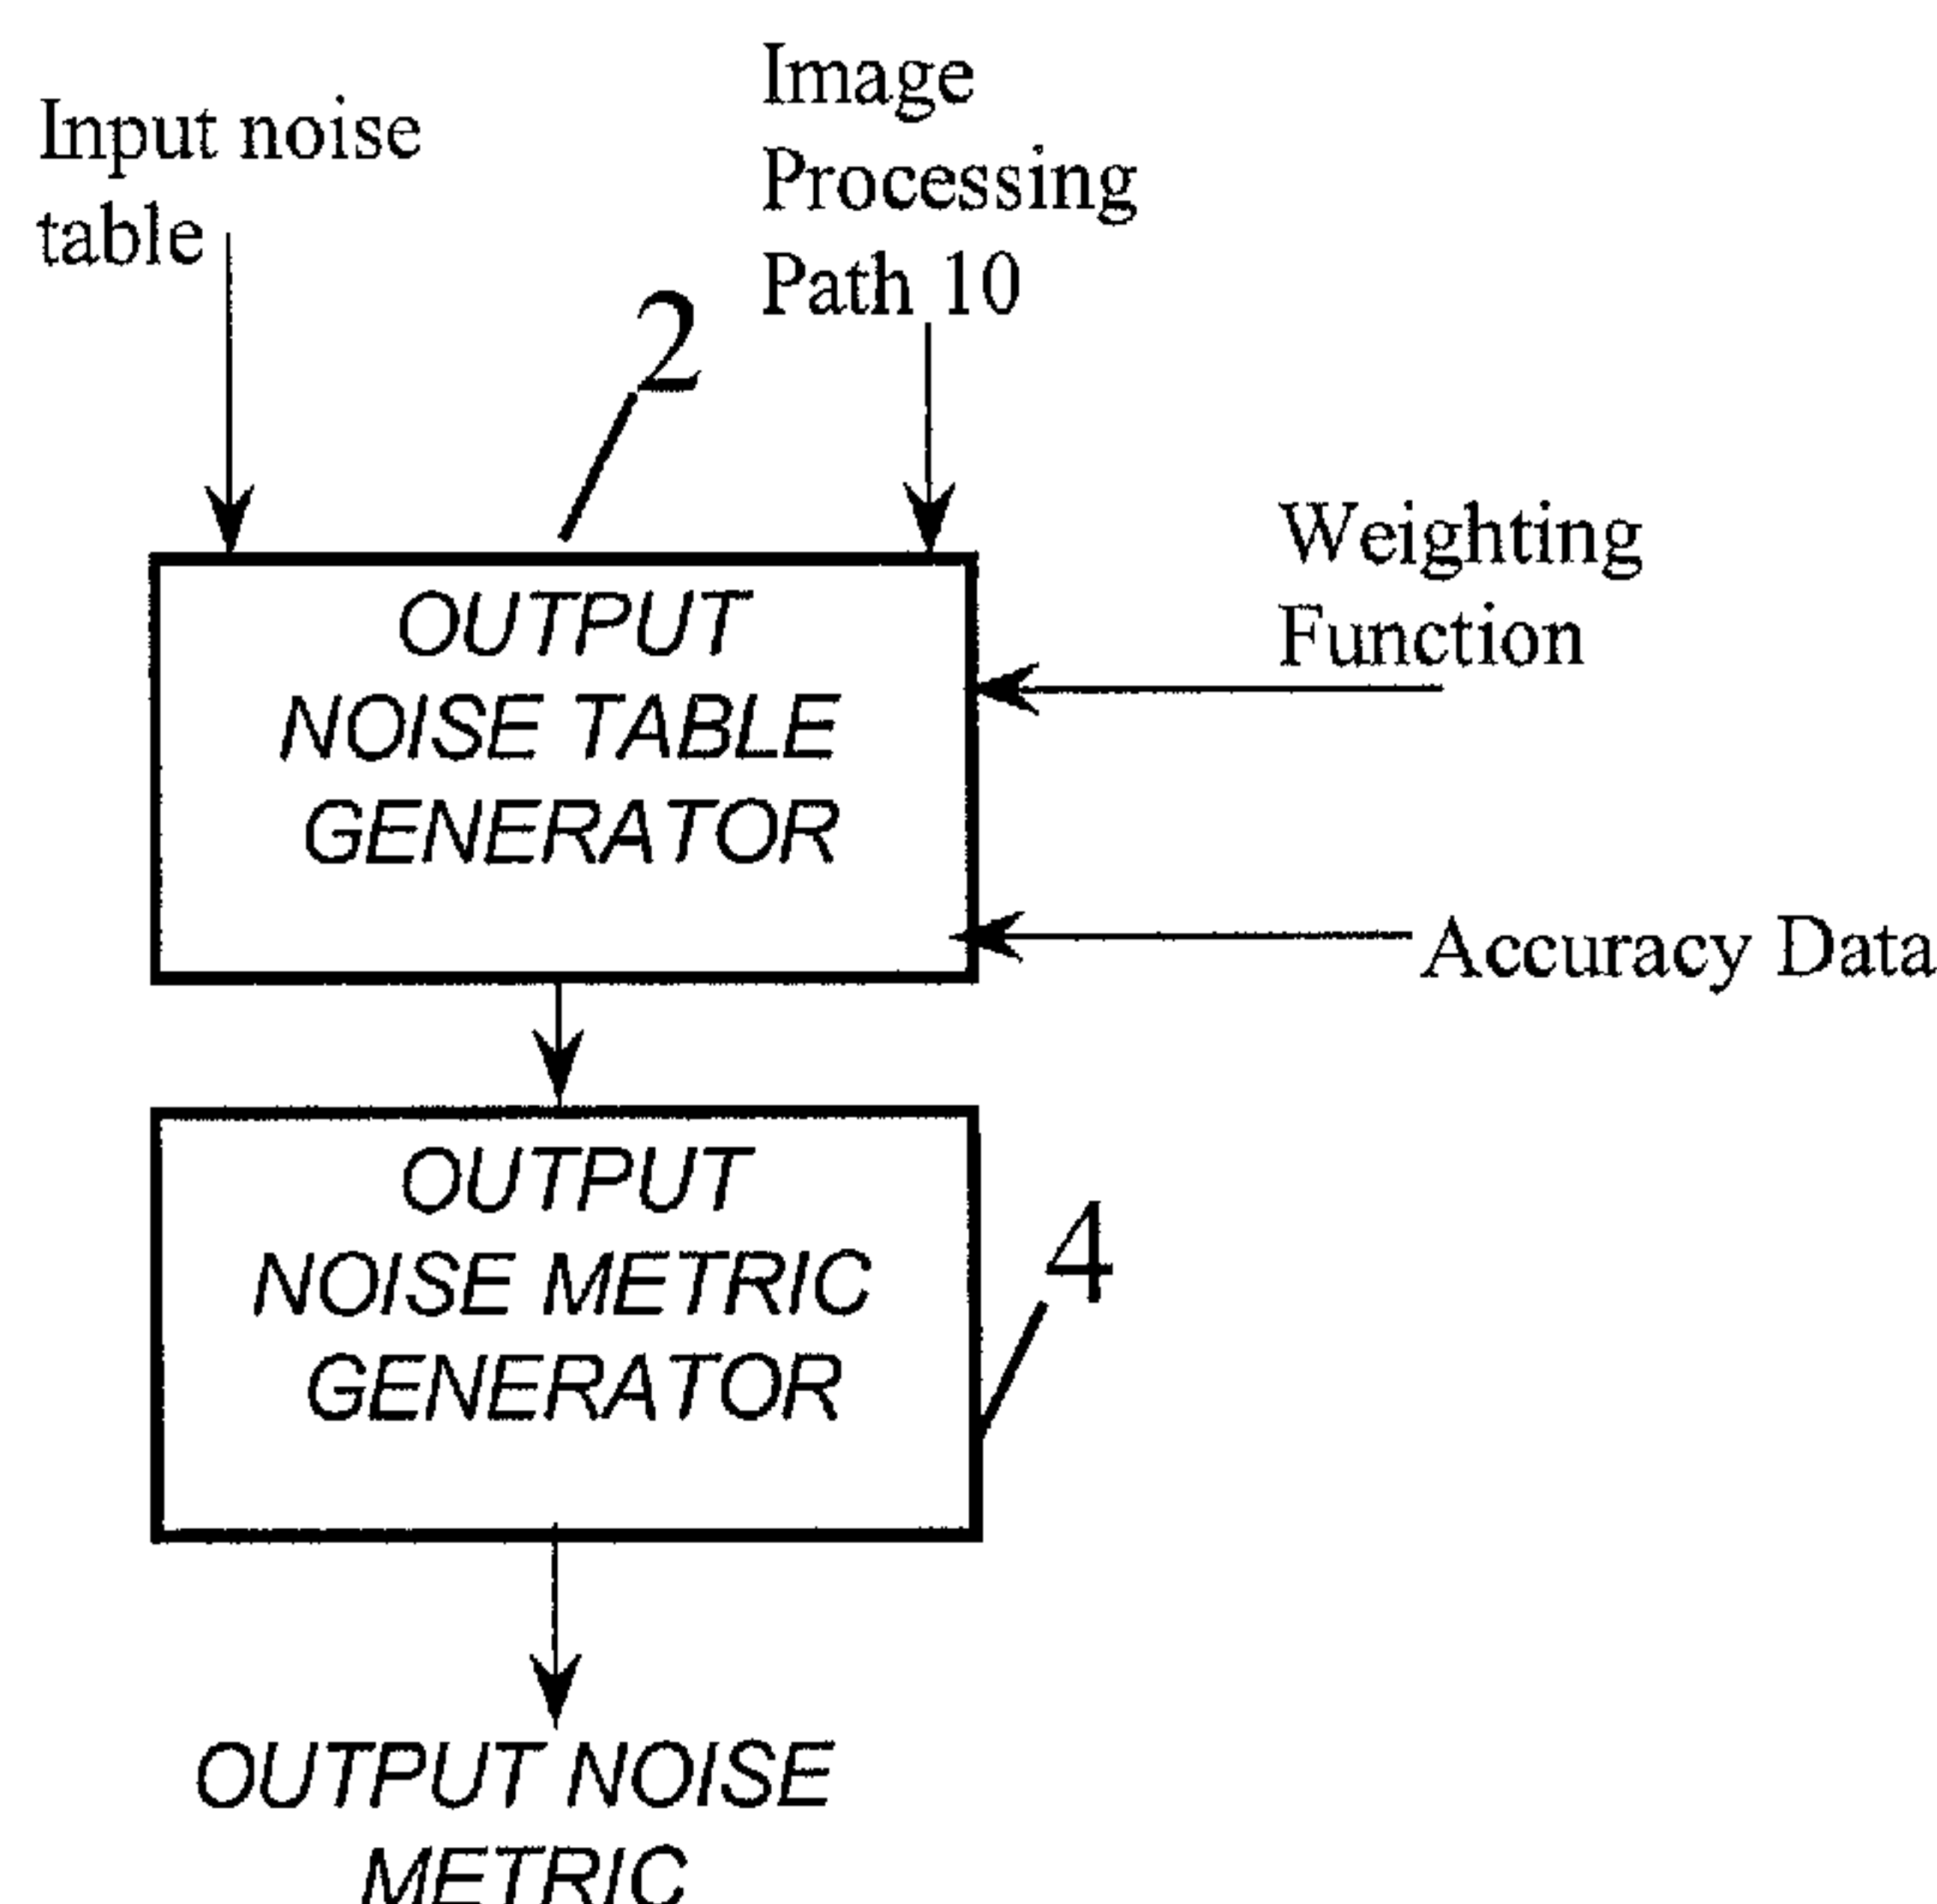 Input noise
table
Image
Processing
Path 10
2
Weighting
Function
OUTPUT
NOISE TABLE
GENERATOR
Accuracy Data
OUTPUT
NOISE METRIC
GENERATOR
4
OUTPUT NOISE
METRIC